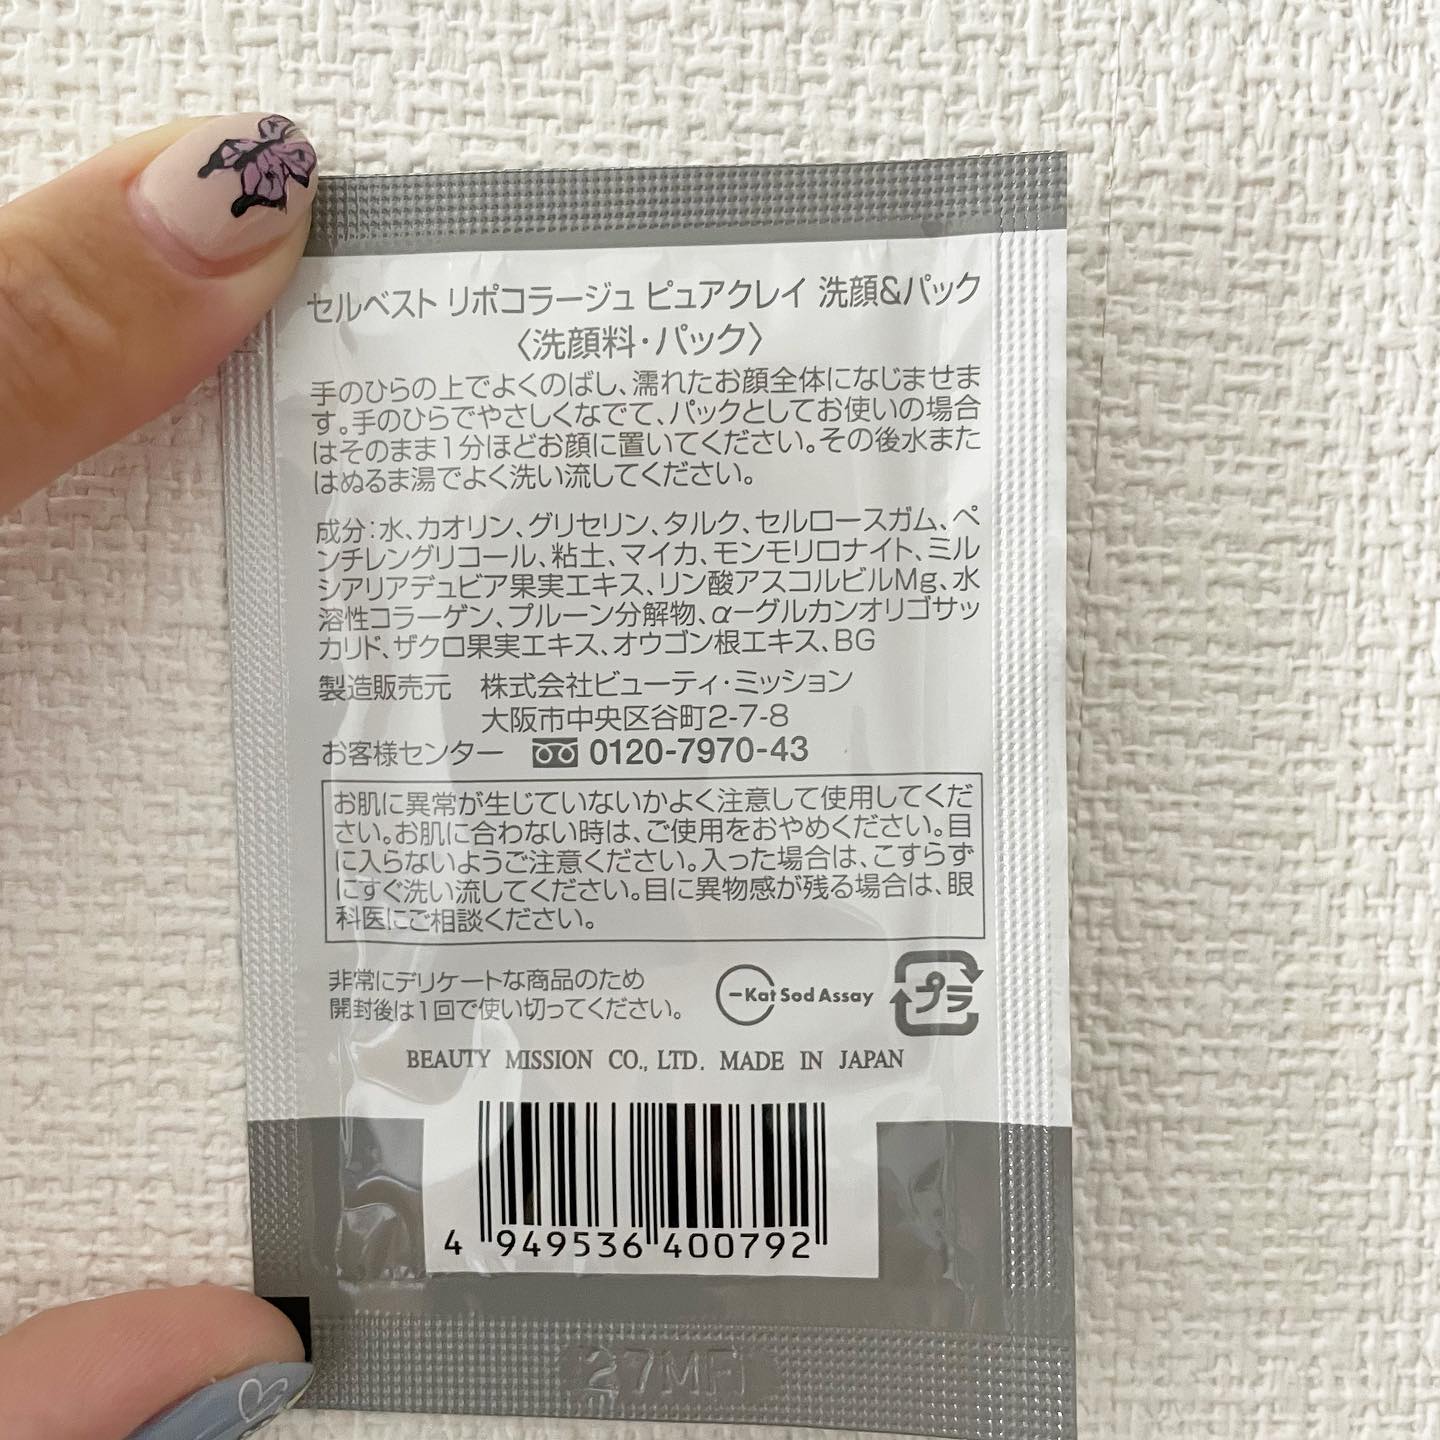 セルベスト リポコラージュ ピュアクレイ 洗顔&パック
〈洗顔料・パック〉
手のひらの上でよくのばし、濡れたお顔全体になじませま
す。手のひらでやさしくなでて、パックとしてお使いの場合
はそのまま1分ほどお顔に置いてください。その後水また
はぬるま湯でよく洗い流してください。
成分:水、カオリン、グリセリン、タルク、セルロースガム、ペ
ンチレングリコール、粘土、マイカ、モンモリロナイト、ミル
シアリアデュビア果実エキス、リン酸アスコルビルMg、水
溶性コラーゲン、プルーン分解物、α-グルカンオリゴサッ
カリド、ザクロ果実エキス、オウゴン根エキス、BG
製造販売元 株式会社ビューティ・ミッション
大阪市中央区谷町2-7-8
お客様センター 0120-7970-43
お肌に異常が生じていないかよく注意して使用してくだ
さい。お肌に合わない時は、ご使用をおやめください。目
に入らないようご注意ください。入った場合は、こすらず
にすぐ洗い流してください。目に異物感が残る場合は、眼
科医にご相談ください。
非常にデリケートな商品のため
開封後は1回で使い切ってください。
-Kat Sod Assay
プラ
BEAUTY MISSION CO., LTD. MADE IN JAPAN
4 949536 400792